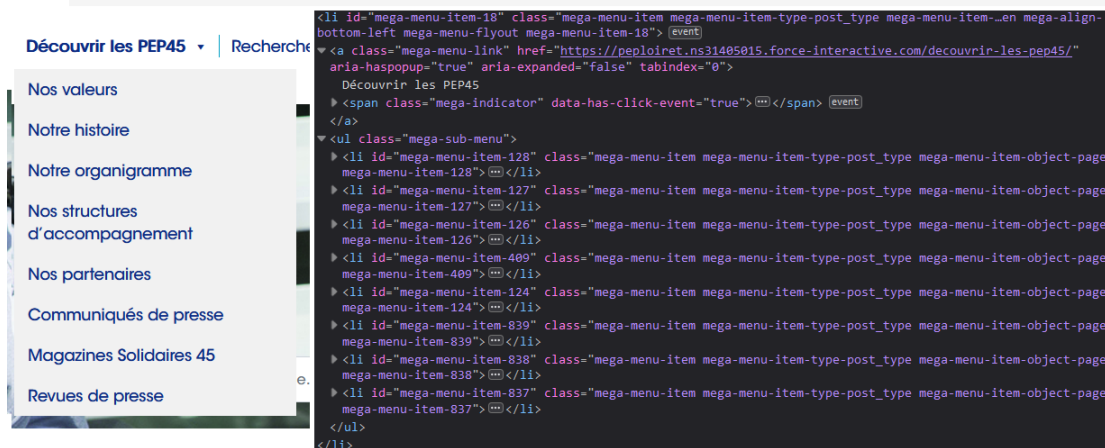 Découvrir les PEP45
Recherche
Nos valeurs
Notre histoire
Notre organigramme
Nos structures
d'accompagnement
Nos partenaires
Communiqués de presse
Magazines Solidaires 45
Revues de presse
e.
<li id="mega-menu-item-18" class="mega-menu-item mega-menu-item-type-post_type mega-menu-item-…en mega-align-
bottom-left mega-menu-flyout mega-menu-item-18"> event
<a class="mega-menu-link" href="https://peploiret.ns31405015.force-interactive.com/decouvrir-les-pep45/"
aria-haspopup="true" aria-expanded="false" tabindex="0">
Découvrir les PEP45
<span class="mega-indicator" data-has-click-event="true">…</span> event
</a>
<ul class="mega-sub-menu">
<li id="mega-menu-item-128" class="mega-menu-item mega-menu-item-type-post_type mega-menu-item-object-page
mega-menu-item-128">…</li>
<li id="mega-menu-item-127" class="mega-menu-item mega-menu-item-type-post_type mega-menu-item-object-page
mega-menu-item-127">…</li>
<li id="mega-menu-item-126" class="mega-menu-item mega-menu-item-type-post_type mega-menu-item-object-page
mega-menu-item-126">…</li>
<li id="mega-menu-item-409" class="mega-menu-item mega-menu-item-type-post_type mega-menu-item-object-page
mega-menu-item-409">…</li>
<li id="mega-menu-item-124" class="mega-menu-item mega-menu-item-type-post_type mega-menu-item-object-page
mega-menu-item-124">…</li>
<li id="mega-menu-item-839" class="mega-menu-item mega-menu-item-type-post_type mega-menu-item-object-page
mega-menu-item-839">…</li>
<li id="mega-menu-item-838" class="mega-menu-item mega-menu-item-type-post_type mega-menu-item-object-page
mega-menu-item-838">…</li>
<li id="mega-menu-item-837" class="mega-menu-item mega-menu-item-type-post_type mega-menu-item-object-page
mega-menu-item-837">…</li>
</ul>
</li>